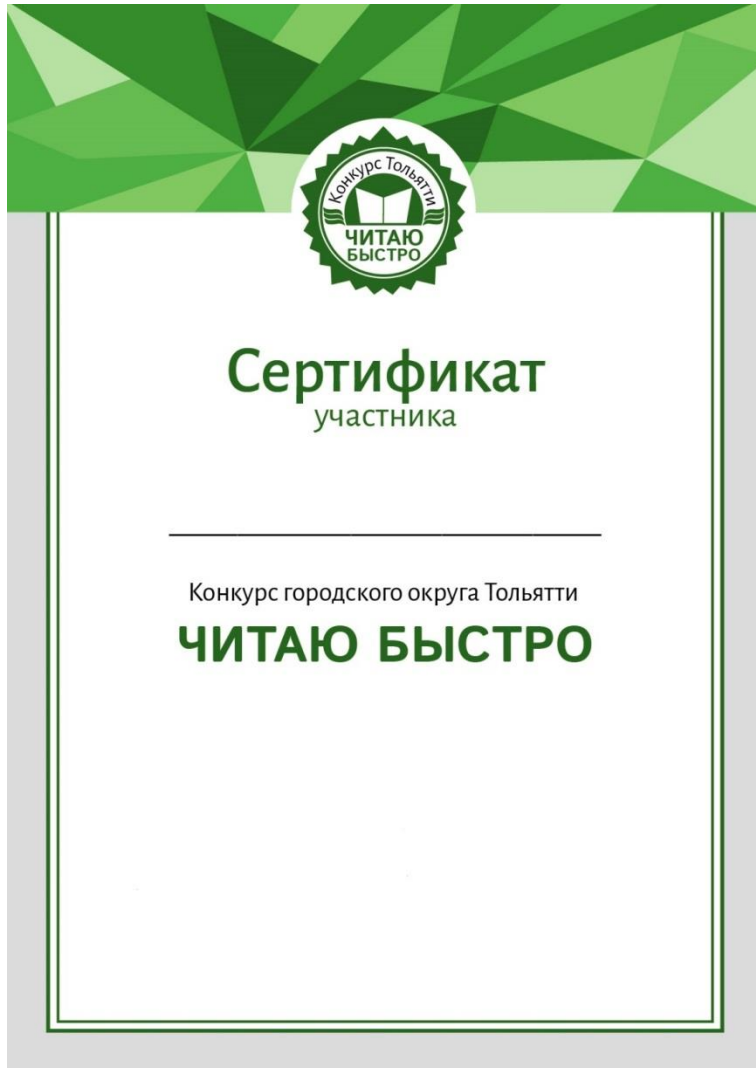 Конкурс Тольятти
ЧИТАЮ
БЫСТРО
Сертификат
участника
Конкурс городского округа Тольятти
ЧИТАЮ БЫСТРО